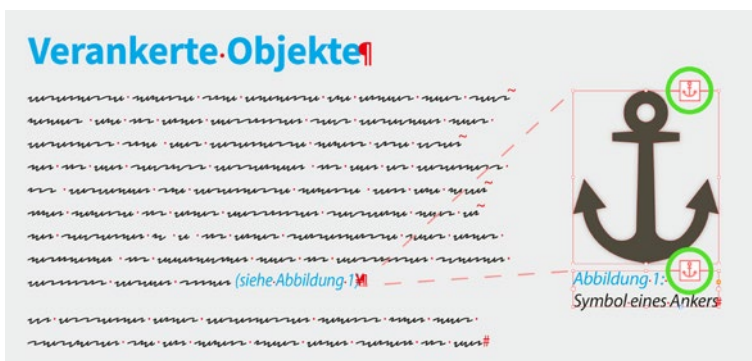 Verankerte Objekte¶
(siehe Abbildung 1)¶
Abbildung 1:
Symbol eines Ankers#